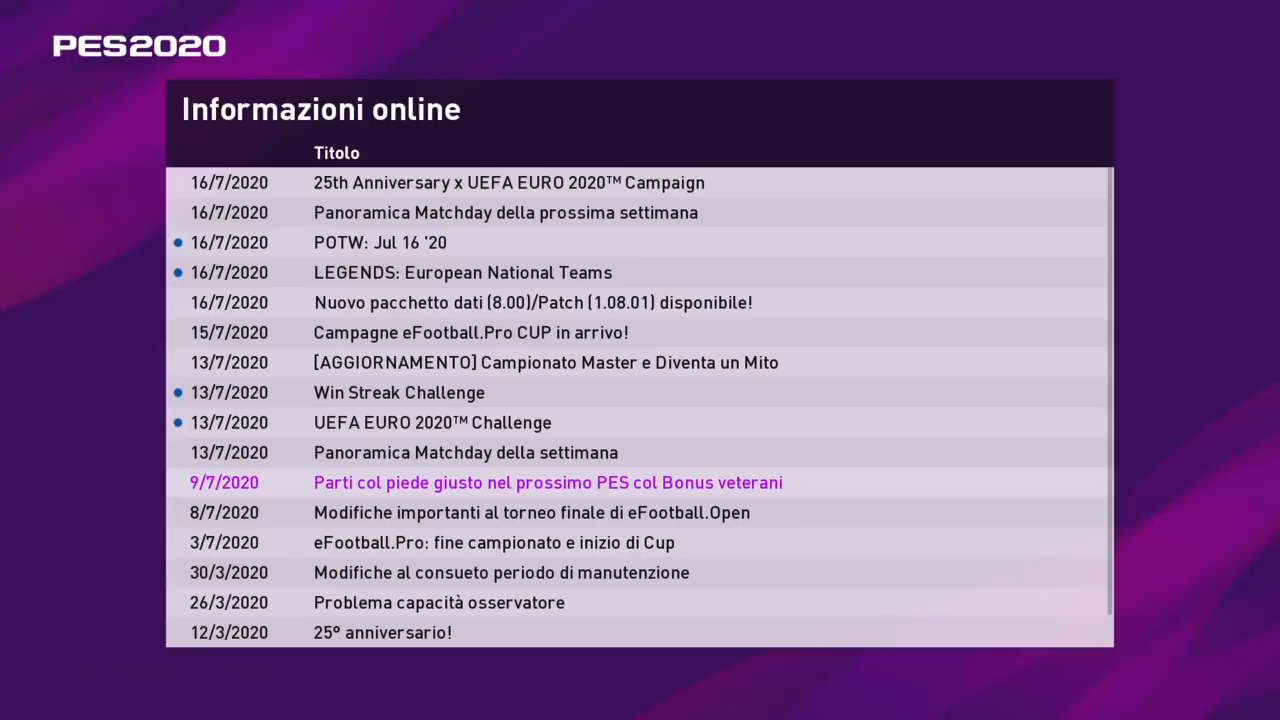 PES2020
Informazioni online
Titolo
16/7/2020 25th Anniversary x UEFA EURO 2020™ Campaign
16/7/2020 Panoramica Matchday della prossima settimana
16/7/2020 POTW: Jul 16 '20
16/7/2020 LEGENDS: European National Teams
16/7/2020 Nuovo pacchetto dati (8.00)/Patch (1.08.01) disponibile!
15/7/2020 Campagne eFootball.Pro CUP in arrivo!
13/7/2020 [AGGIORNAMENTO] Campionato Master e Diventa un Mito
13/7/2020 Win Streak Challenge
13/7/2020 UEFA EURO 2020™ Challenge
13/7/2020 Panoramica Matchday della settimana
9/7/2020 Parti col piede giusto nel prossimo PES col Bonus veterani
8/7/2020 Modifiche importanti al torneo finale di eFootball.Open
3/7/2020 eFootball.Pro: fine campionato e inizio di Cup
30/3/2020 Modifiche al consueto periodo di manutenzione
26/3/2020 Problema capacità osservatore
12/3/2020 25° anniversario!